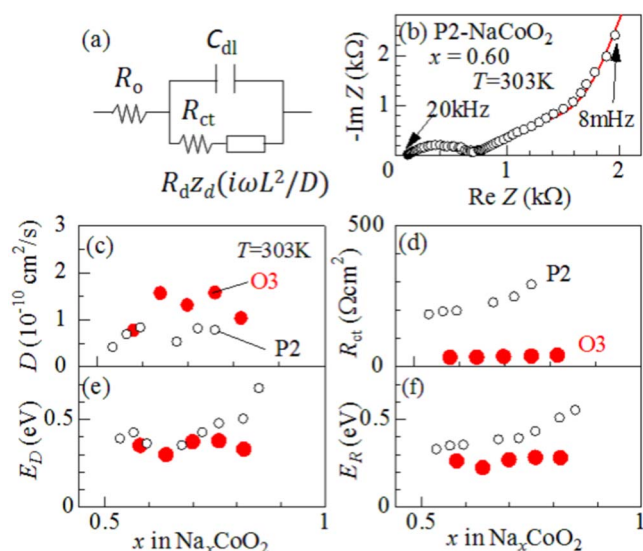 (a)
C_dl
R_o
R_ct
R_d z_d (iωL²/D)
(b) P2-NaCoO₂
x = 0.60
T=303K
20kHz
8mHz
-Im Z (kΩ)
2
1
0
0
1
2
Re Z (kΩ)
(c)
T=303K
O3
P2
D (10⁻¹⁰ cm²/s)
3
2
1
0
(d)
P2
O3
R_ct (Ωcm²)
500
0
(e)
E_D (eV)
0.5
0
0.5
1
x in Na_xCoO₂
(f)
E_R (eV)
0.5
0
0.5
1
x in Na_xCoO₂